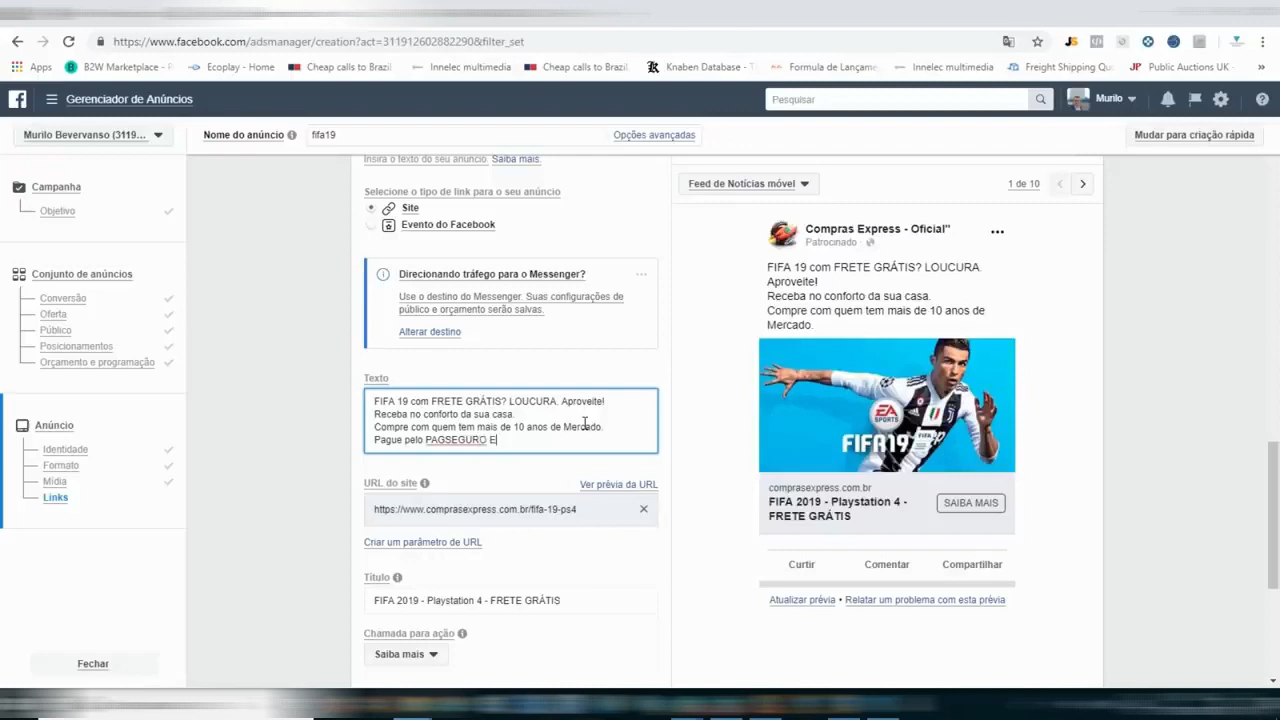 https://www.facebook.com/adsmanager/creation?act=311912602882290&filter_set
Apps
B2W Marketplace - P
Ecoplay - Home
Cheap calls to Brazil
Innelec multimedia
Cheap calls to Brazil
Knaben Database - T
Formula de Lançame
Innelec multimedia
Freight Shipping Qu
JP Public Auctions UK -
»
Gerenciador de Anúncios
Pesquisar
Murilo
Murilo Bevervanso (3119...
Nome do anúncio
fifa19
Opções avançadas
Mudar para criação rápida
Campanha
Objetivo
Conjunto de anúncios
Conversão
Oferta
Público
Posicionamentos
Orçamento e programação
Anúncio
Identidade
Formato
Mídia
Links
Fechar
Insira o texto do seu anúncio. Saiba mais.
Selecione o tipo de link para o seu anúncio
Site
Evento do Facebook
Direcionando tráfego para o Messenger?
Use o destino do Messenger. Suas configurações de
público e orçamento serão salvas.
Alterar destino
Texto
FIFA 19 com FRETE GRÁTIS? LOUCURA. Aproveite!
Receba no conforto da sua casa.
Compre com quem tem mais de 10 anos de Mercado.
Pague pelo PAGSEGURO E
URL do site
Ver prévia da URL
https://www.comprasexpress.com.br/fifa-19-ps4
Criar um parâmetro de URL
Título
FIFA 2019 - Playstation 4 - FRETE GRÁTIS
Chamada para ação
Saiba mais
Feed de Notícias móvel
1 de 10
Compras Express - Oficial"
Patrocinado
FIFA 19 com FRETE GRÁTIS? LOUCURA.
Aproveite!
Receba no conforto da sua casa.
Compre com quem tem mais de 10 anos de
Mercado.
EA
SPORTS
FIFA19
comprasexpress.com.br
FIFA 2019 - Playstation 4 -
FRETE GRÁTIS
SAIBA MAIS
Curtir
Comentar
Compartilhar
Atualizar prévia • Relatar um problema com esta prévia